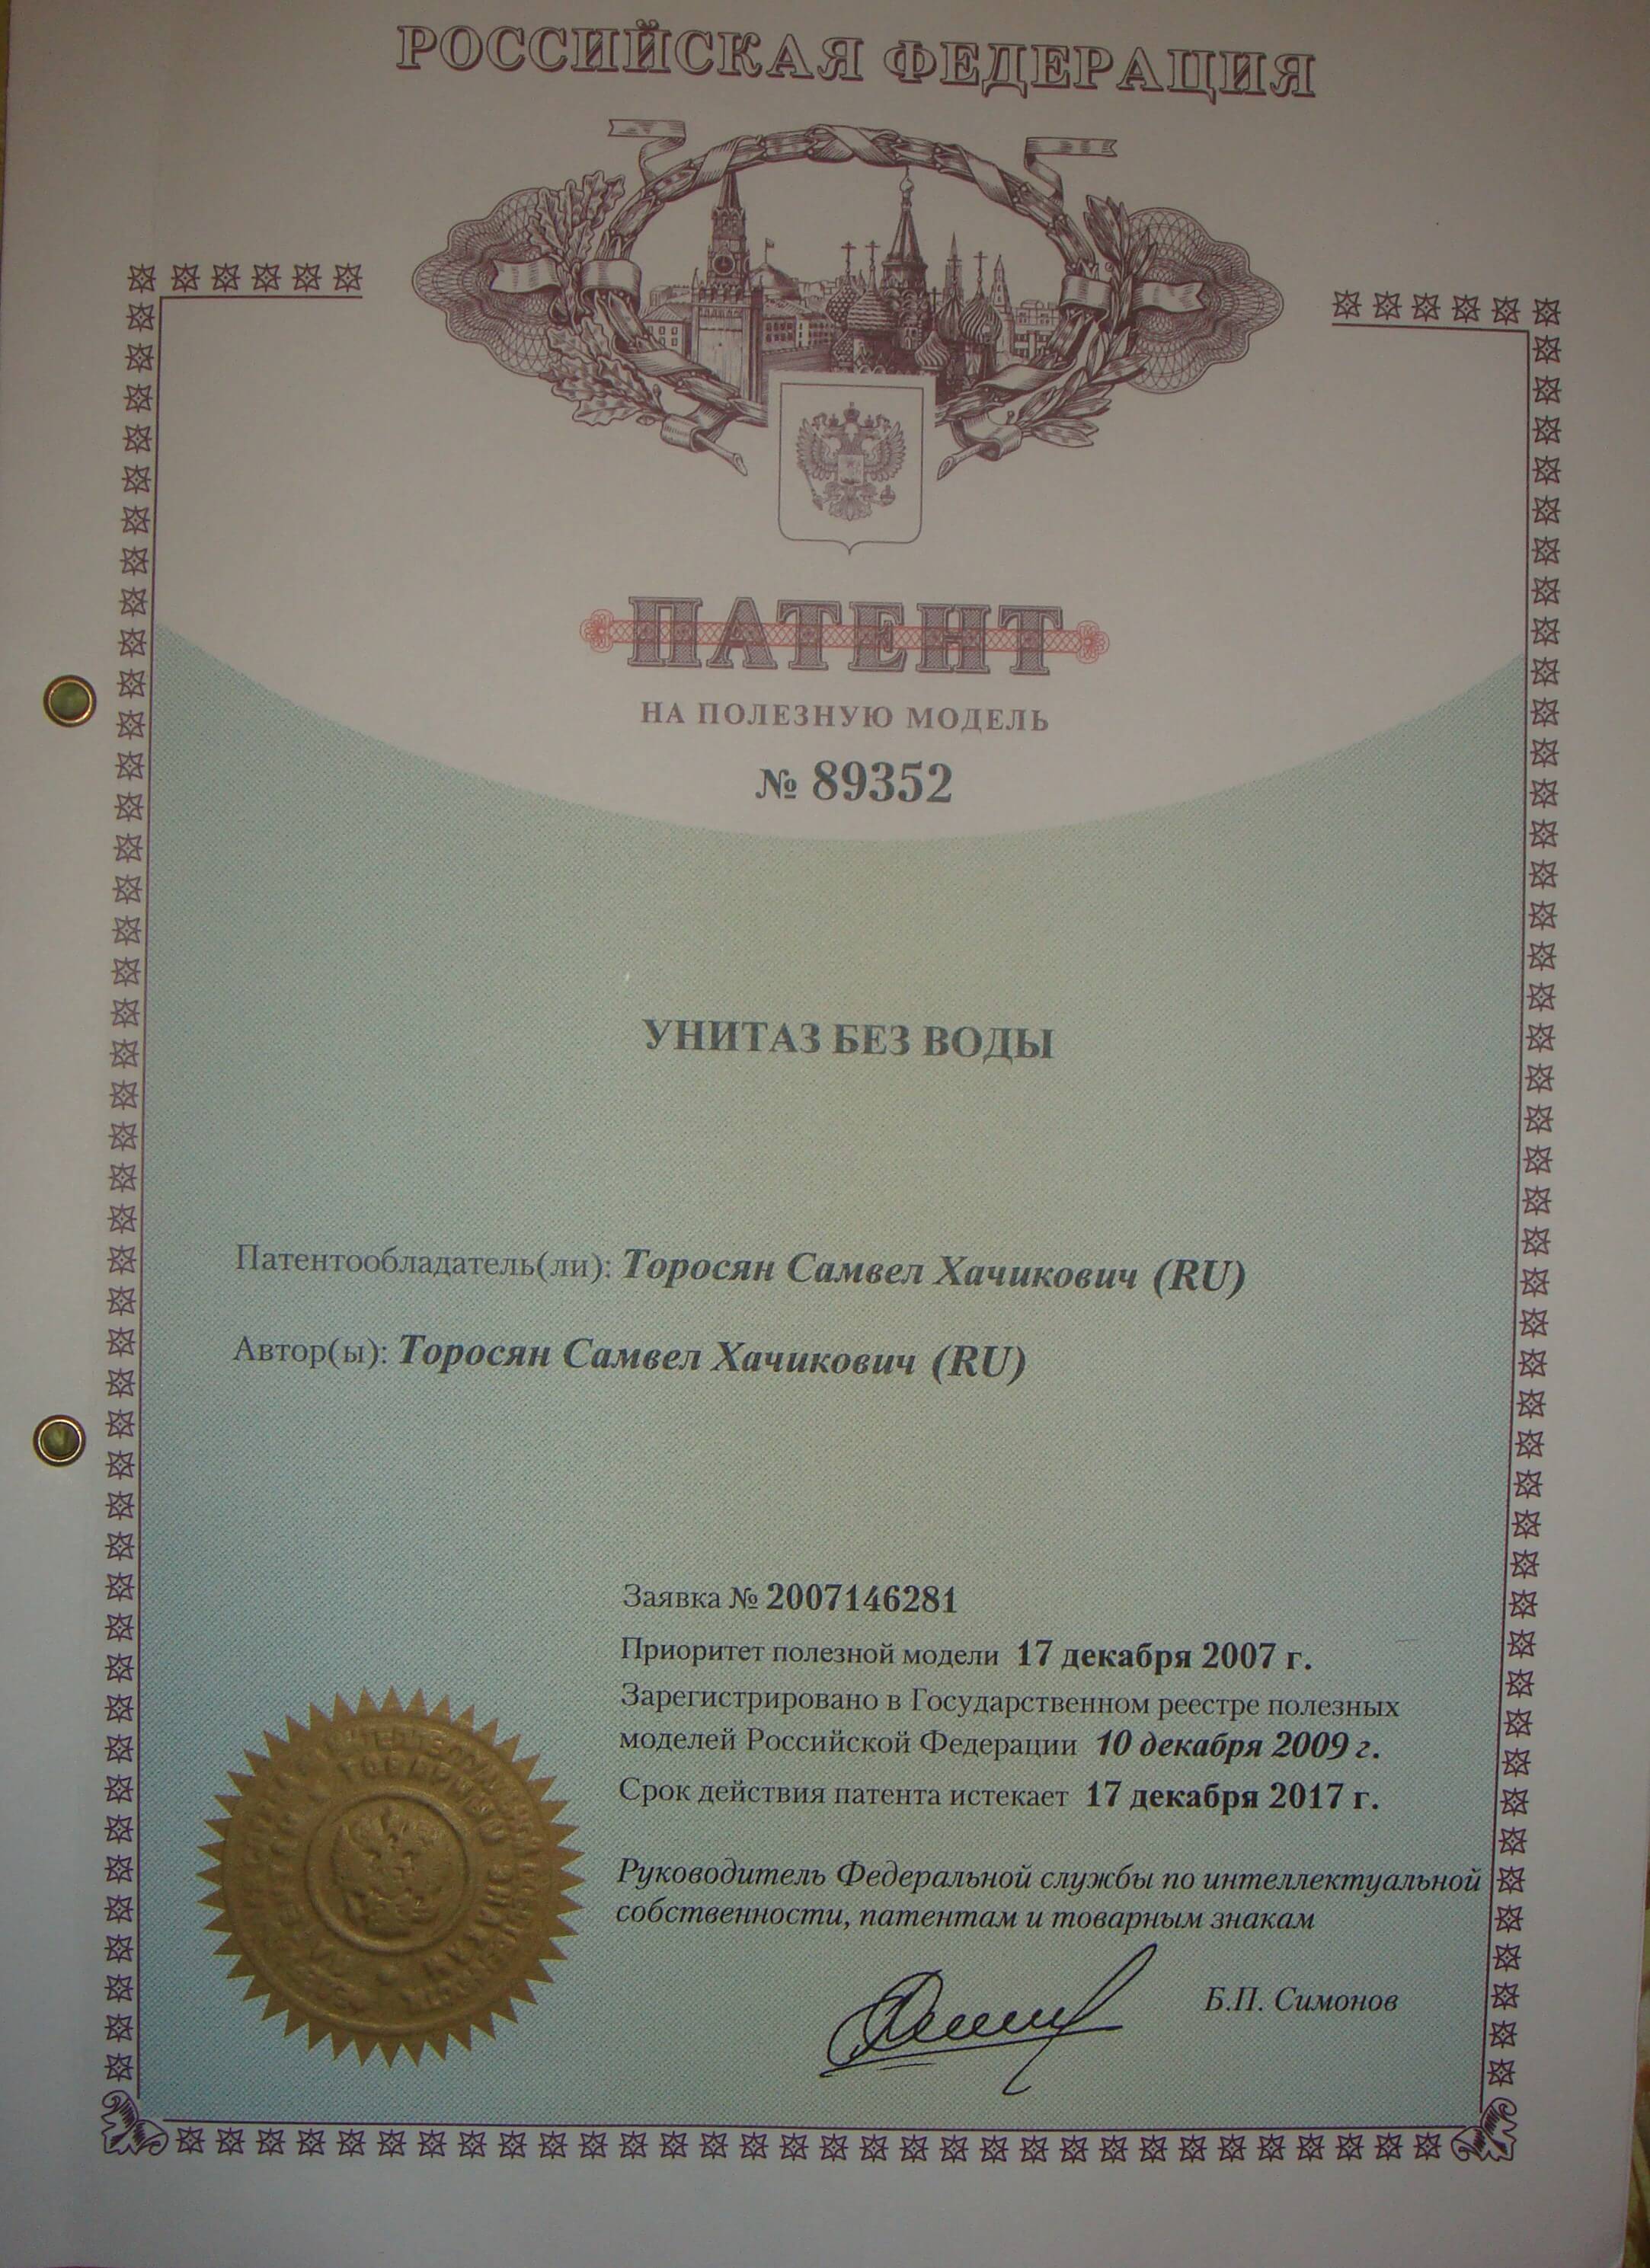 РОССИЙСКАЯ ФЕДЕРАЦИЯ
ПАТЕНТ
НА ПОЛЕЗНУЮ МОДЕЛЬ
№ 89352
УНИТАЗ БЕЗ ВОДЫ
Патентообладатель(ли): Торосян Самвел Хачикович (RU)
Автор(ы): Торосян Самвел Хачикович (RU)
Заявка № 2007146281
Приоритет полезной модели 17 декабря 2007 г.
Зарегистрировано в Государственном реестре полезных
моделей Российской Федерации 10 декабря 2009 г.
Срок действия патента истекает 17 декабря 2017 г.
Руководитель Федеральной службы по интеллектуальной
собственности, патентам и товарным знакам
Б.П. Симонов